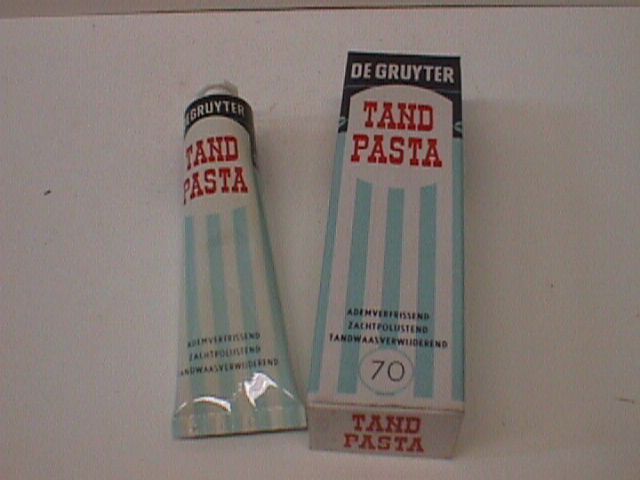 DE GRUYTER
TAND
PASTA
ADEMVERFRISSEND
ZACHTPOLIJSTEND
TANDWAASVERWIJDEREND
DE GRUYTER
TAND
PASTA
ADEMVERFRISSEND
ZACHTPOLIJSTEND
TANDWAASVERWIJDEREND
70
TAND
PASTA